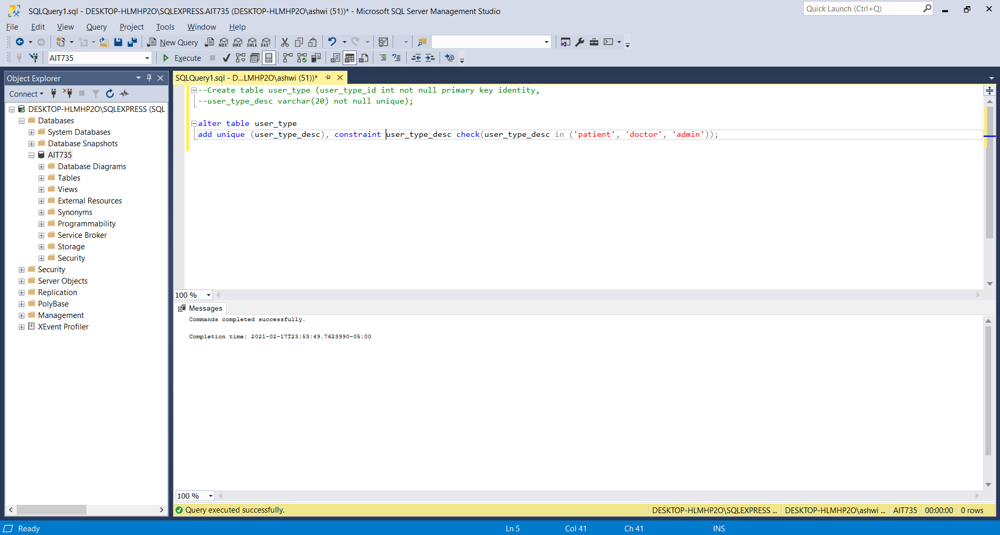 SQLQuery1.sql - DESKTOP-HLMHP2O\SQLEXPRESS.AIT735 (DESKTOP-HLMHP2O\ashwi (51))* - Microsoft SQL Server Management Studio
Quick Launch (Ctrl+Q)
File Edit View Query Project Tools Window Help
New Query MDX DMX XMLA DAX
AIT735 Execute
Object Explorer
Connect
DESKTOP-HLMHP2O\SQLEXPRESS (SQL
Databases
System Databases
Database Snapshots
AIT735
Database Diagrams
Tables
Views
External Resources
Synonyms
Programmability
Service Broker
Storage
Security
Security
Server Objects
Replication
PolyBase
Management
XEvent Profiler
SQLQuery1.sql - D...LMHP2O\ashwi (51))*
--Create table user_type (user_type_id int not null primary key identity,
--user_type_desc varchar(20) not null unique);
alter table user_type
add unique (user_type_desc), constraint user_type_desc check(user_type_desc in ('patient', 'doctor', 'admin'));
100 %
Messages
Commands completed successfully.
Completion time: 2021-02-17T23:53:49.7623990-05:00
100 %
Query executed successfully. DESKTOP-HLMHP2O\SQLEXPRESS ... DESKTOP-HLMHP2O\ashwi ... AIT735 00:00:00 0 rows
Ready Ln 5 Col 41 Ch 41 INS